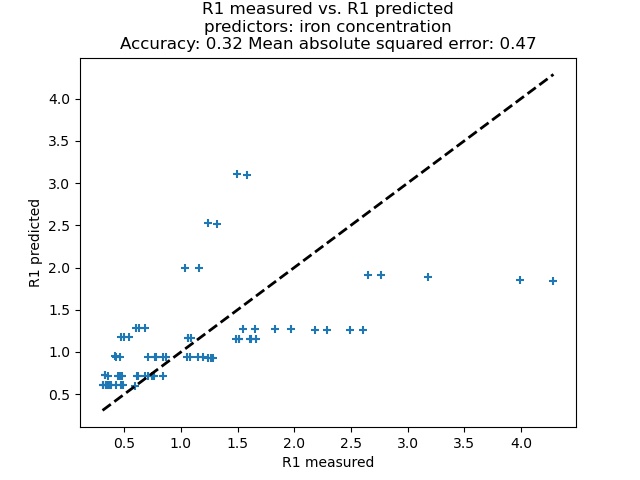 R1 measured vs. R1 predicted
predictors: iron concentration
Accuracy: 0.32 Mean absolute squared error: 0.47
4.0
3.5
3.0
2.5
2.0
1.5
1.0
0.5
R1 predicted
0.5 1.0 1.5 2.0 2.5 3.0 3.5 4.0
R1 measured